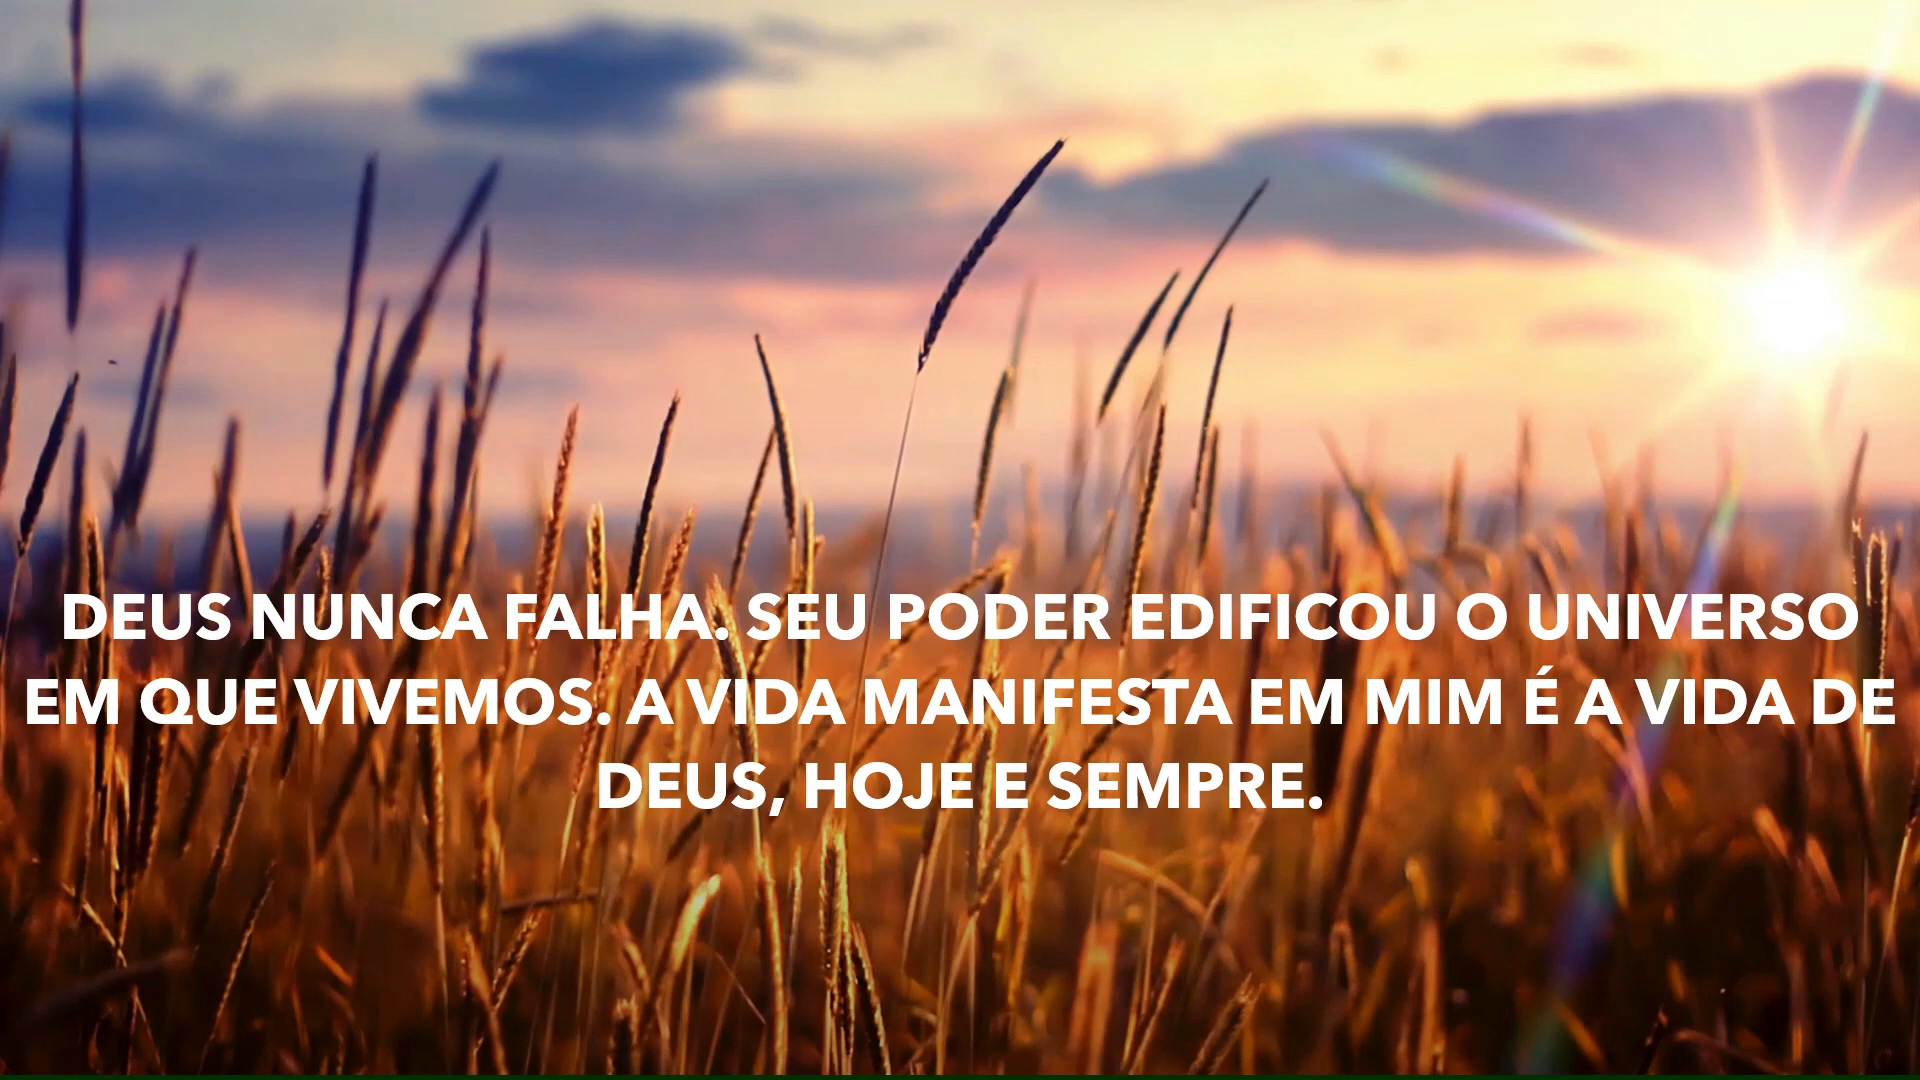 DEUS NUNCA FALHA. SEU PODER EDIFICOU O UNIVERSO
EM QUE VIVEMOS. A VIDA MANIFESTA EM MIM É A VIDA DE
DEUS, HOJE E SEMPRE.